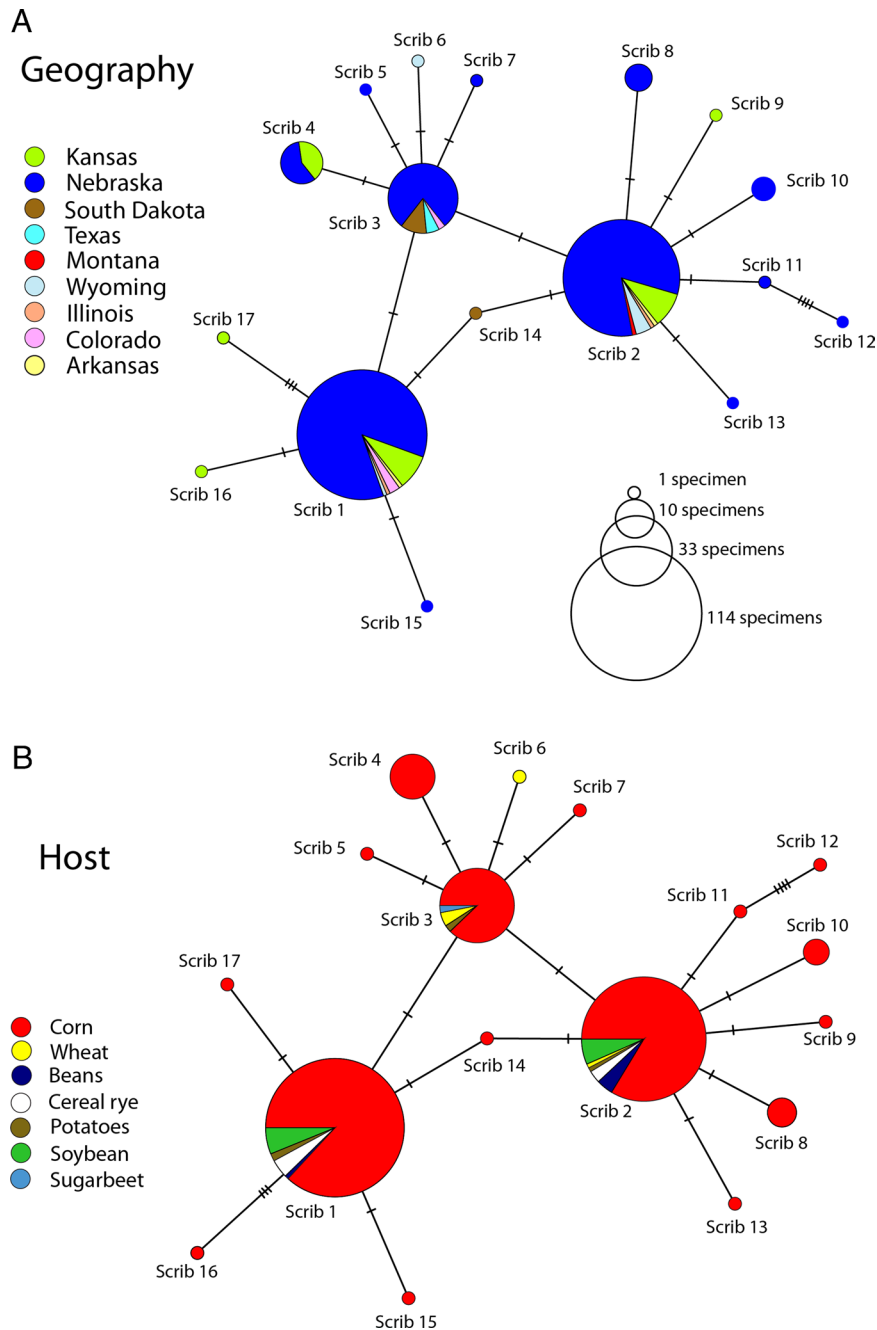 A
Geography
Scrib 6
Scrib 5
Scrib 7
Scrib 8
Scrib 9
Scrib 4
Kansas
Nebraska
South Dakota
Texas
Montana
Wyoming
Illinois
Colorado
Arkansas
Scrib 3
Scrib 10
Scrib 11
Scrib 12
Scrib 17
Scrib 14
Scrib 2
Scrib 13
Scrib 16
Scrib 1
Scrib 15
1 specimen
10 specimens
33 specimens
114 specimens
B
Host
Scrib 4
Scrib 6
Scrib 7
Scrib 5
Scrib 12
Scrib 11
Scrib 3
Scrib 10
Scrib 17
Scrib 9
Corn
Wheat
Beans
Cereal rye
Potatoes
Soybean
Sugarbeet
Scrib 14
Scrib 2
Scrib 8
Scrib 1
Scrib 13
Scrib 16
Scrib 15